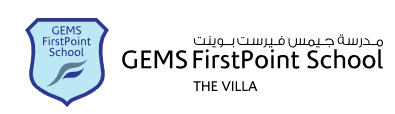 GEMS
FirstPoint
School
مدرسة جيمس فيرست بوينت
GEMS FirstPoint School
THE VILLA